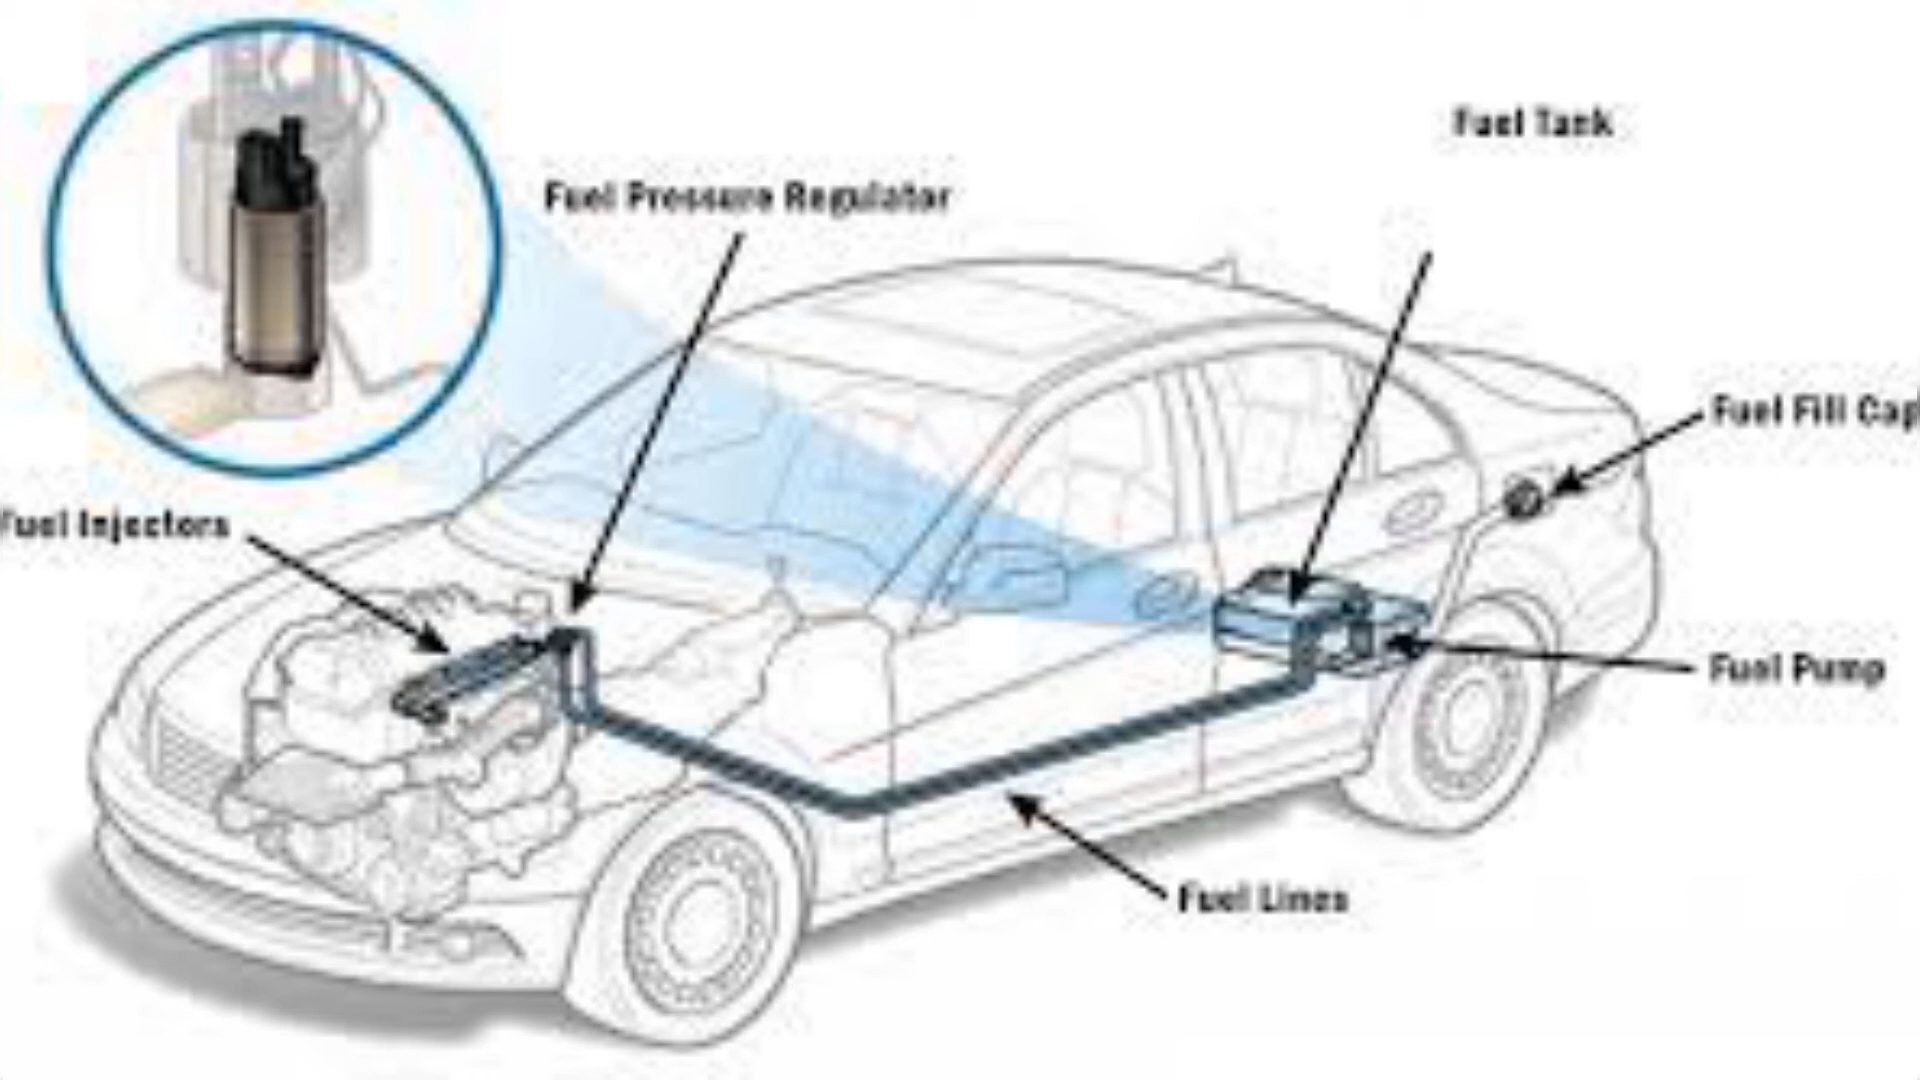 Fuel Tank
Fuel Pressure Regulator
Fuel Fill Cap
Fuel Injectors
Fuel Pump
Fuel Lines